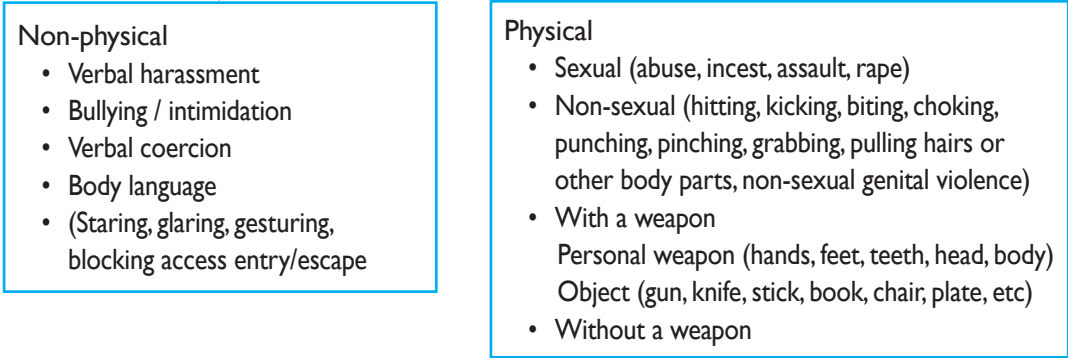 Non-physical
• Verbal harassment
• Bullying / intimidation
• Verbal coercion
• Body language
• (Staring, glaring, gesturing,
blocking access entry/escape
Physical
• Sexual (abuse, incest, assault, rape)
• Non-sexual (hitting, kicking, biting, choking,
punching, pinching, grabbing, pulling hairs or
other body parts, non-sexual genital violence)
• With a weapon
Personal weapon (hands, feet, teeth, head, body)
Object (gun, knife, stick, book, chair, plate, etc)
• Without a weapon